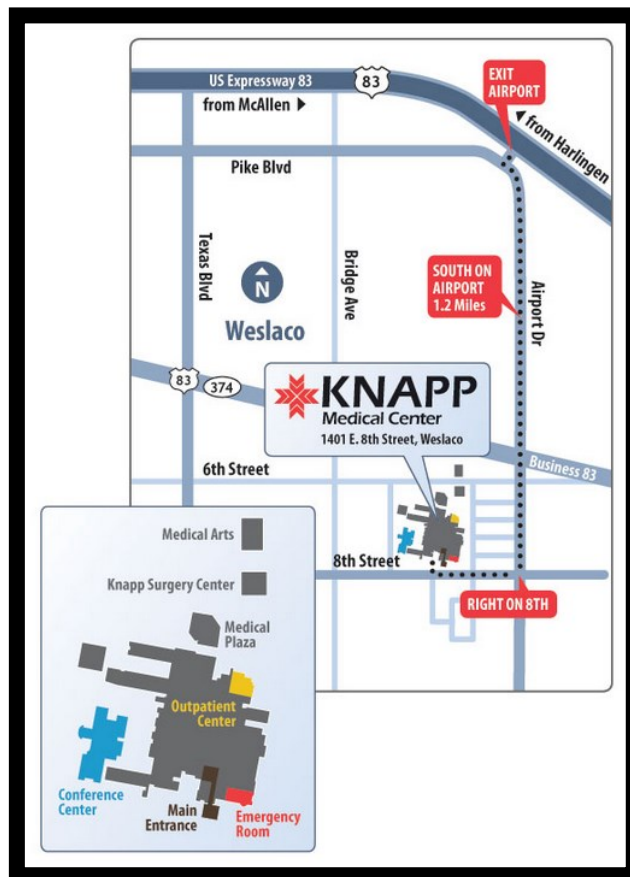 US Expressway 83
83
from McAllen
EXIT
AIRPORT
from Harlingen
Pike Blvd
Texas Blvd
Bridge Ave
N
Weslaco
SOUTH ON
AIRPORT
1.2 Miles
Airport Dr
83
374
KNAPP
Medical Center
1401 E. 8th Street, Weslaco
6th Street
Business 83
8th Street
RIGHT ON 8TH
Medical Arts
Knapp Surgery Center
Medical
Plaza
Outpatient
Center
Conference
Center
Main
Entrance
Emergency
Room